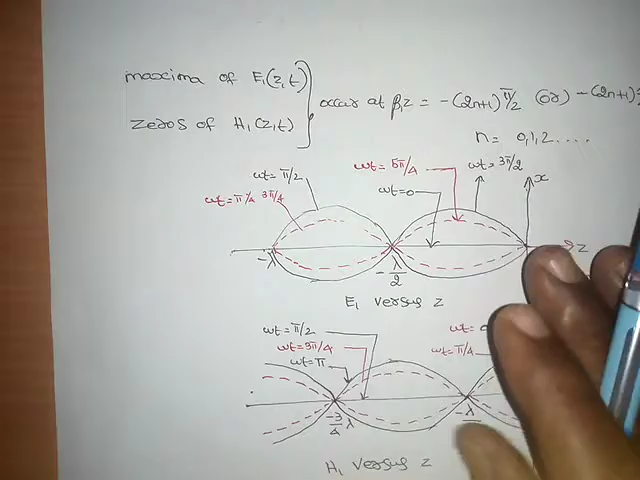 maxima of E₁(z,t)
zeros of H₁(z,t)
occur at β₁z = -(2n+1) π/2 (or) -(2n+1)
n = 0,1,2....
ωt = π/2
ωt = 5π/4
ωt = 3π/2
ωt = π/4 3π/4
ωt = 0
x
z
-λ
-λ/2
E₁ versus z
ωt = π/2
ωt = 3π/4
ωt = π
ωt =
ωt = π/4
-3/4 λ
-λ
H₁ versus z